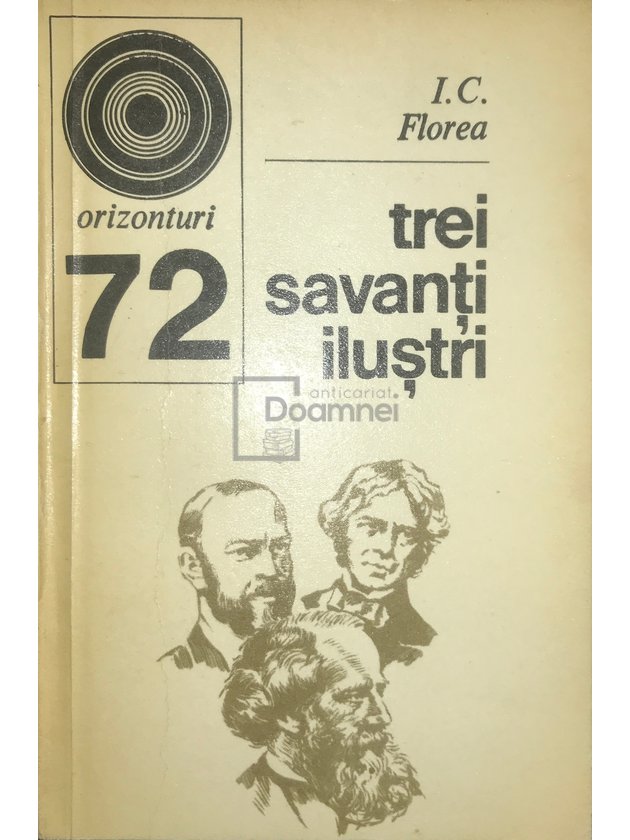 orizonturi
72
I.C.
Florea
trei
savanți
iluștri
anticariat
Doamnei